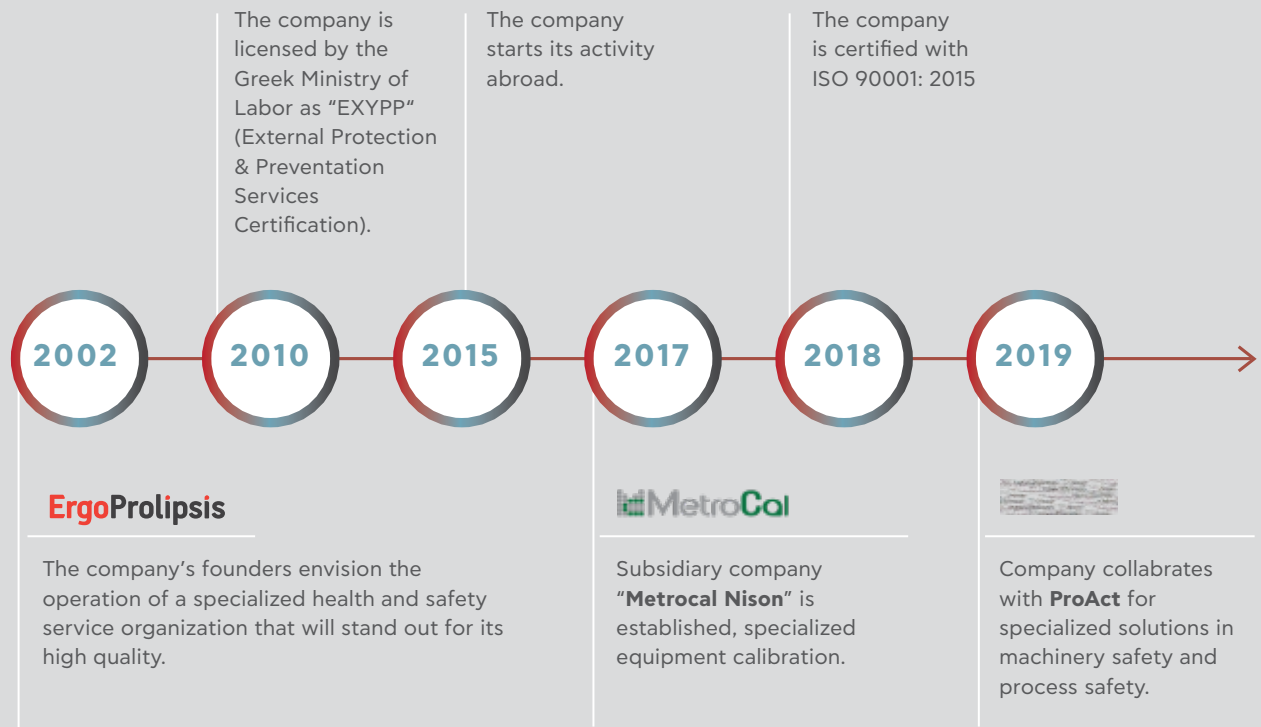 The company is
licensed by the
Greek Ministry of
Labor as “EXYPP“
(External Protection
& Preventation
Services
Certification).
The company
starts its activity
abroad.
The company
is certified with
ISO 90001: 2015
2002
2010
2015
2017
2018
2019
ErgoProlipsis
The company’s founders envision the
operation of a specialized health and safety
service organization that will stand out for its
high quality.
MetroCal
Subsidiary company
“Metrocal Nison” is
established, specialized
equipment calibration.
Company collabrates
with ProAct for
specialized solutions in
machinery safety and
process safety.